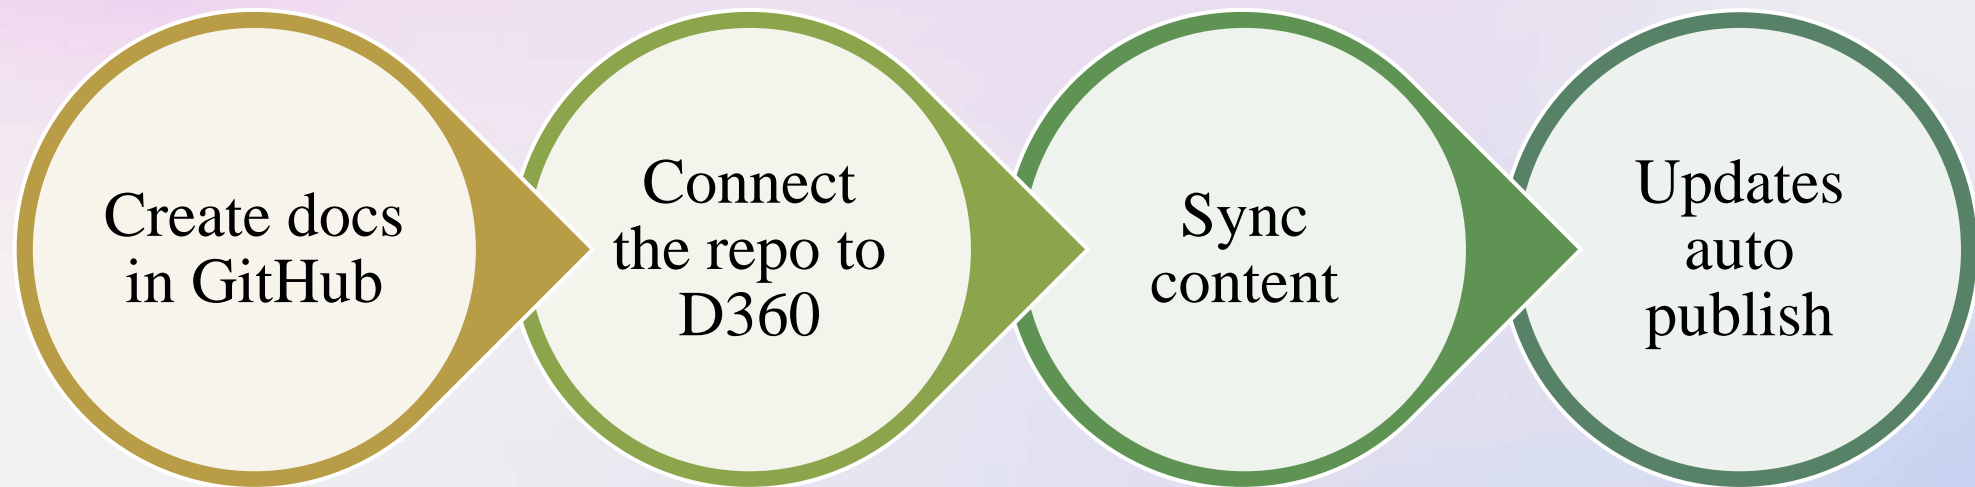 Create docs
in GitHub
Connect
the repo to
D360
Sync
content
Updates
auto
publish